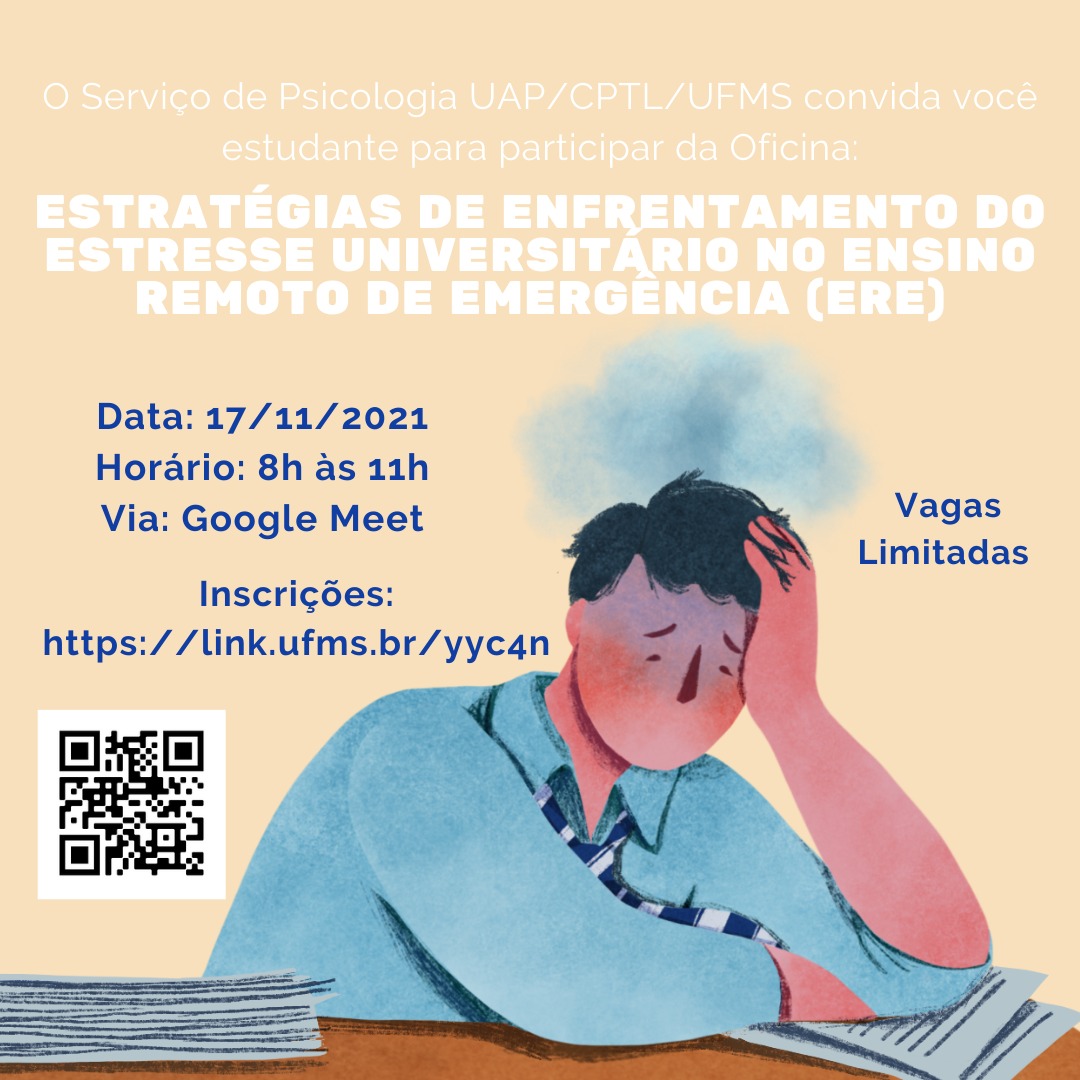 O Serviço de Psicologia UAP/CPTL/UFMS convida você
estudante para participar da Oficina:
ESTRATÉGIAS DE ENFRENTAMENTO DO
ESTRESSE UNIVERSITÁRIO NO ENSINO
REMOTO DE EMERGÊNCIA (ERE)
Data: 17/11/2021
Horário: 8h às 11h
Via: Google Meet
Vagas
Limitadas
Inscrições:
https://link.ufms.br/yyc4n